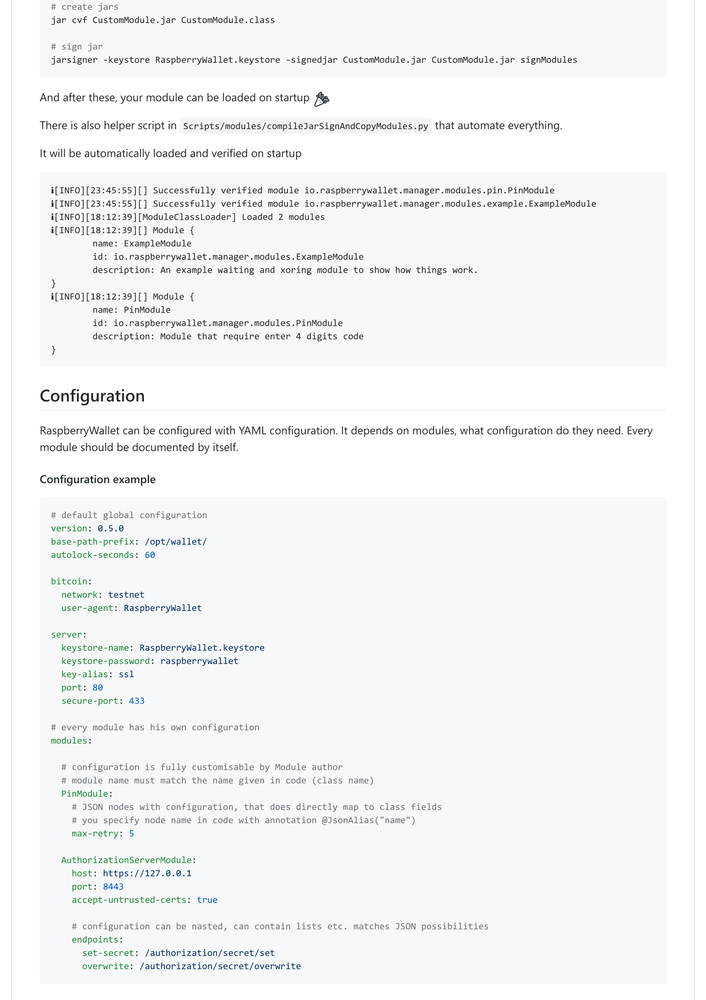 # create jars
jar cvf CustomModule.jar CustomModule.class

# sign jar
jarsigner -keystore RaspberryWallet.keystore -signedjar CustomModule.jar CustomModule.jar signModules

And after these, your module can be loaded on startup 🎉
There is also helper script in Scripts/modules/compileJarSignAndCopyModules.py that automate everything.
It will be automatically loaded and verified on startup

ℹ[INFO][23:45:55][] Successfully verified module io.raspberrywallet.manager.modules.pin.PinModule
ℹ[INFO][23:45:55][] Successfully verified module io.raspberrywallet.manager.modules.example.ExampleModule
ℹ[INFO][18:12:39][ModuleClassLoader] Loaded 2 modules
ℹ[INFO][18:12:39][] Module {
        name: ExampleModule
        id: io.raspberrywallet.manager.modules.ExampleModule
        description: An example waiting and xoring module to show how things work.
}
ℹ[INFO][18:12:39][] Module {
        name: PinModule
        id: io.raspberrywallet.manager.modules.PinModule
        description: Module that require enter 4 digits code
}

Configuration
RaspberryWallet can be configured with YAML configuration. It depends on modules, what configuration do they need. Every
module should be documented by itself.

Configuration example

# default global configuration
version: 0.5.0
base-path-prefix: /opt/wallet/
autolock-seconds: 60

bitcoin:
  network: testnet
  user-agent: RaspberryWallet

server:
  keystore-name: RaspberryWallet.keystore
  keystore-password: raspberrywallet
  key-alias: ssl
  port: 80
  secure-port: 433

# every module has his own configuration
modules:

  # configuration is fully customisable by Module author
  # module name must match the name given in code (class name)
  PinModule:
    # JSON nodes with configuration, that does directly map to class fields
    # you specify node name in code with annotation @JsonAlias("name")
    max-retry: 5

  AuthorizationServerModule:
    host: https://127.0.0.1
    port: 8443
    accept-untrusted-certs: true

    # configuration can be nasted, can contain lists etc. matches JSON possibilities
    endpoints:
      set-secret: /authorization/secret/set
      overwrite: /authorization/secret/overwrite